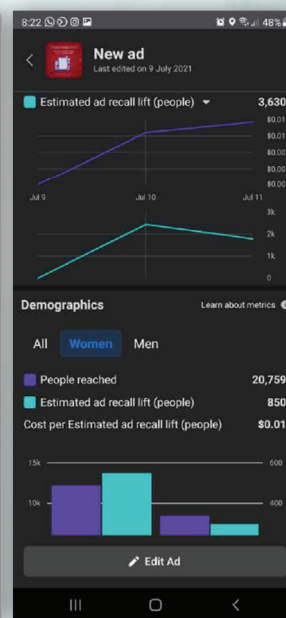 8:22
48%
New ad
Last edited on 9 July 2021
Estimated ad recall lift (people) 3,630
$0.01
$0.01
$0.00
$0.00
$0.00
Jul 9 Jul 10 Jul 11
3k
2k
1k
0
Demographics Learn about metrics
All Women Men
People reached 20,759
Estimated ad recall lift (people) 850
Cost per Estimated ad recall lift (people) $0.01
15k 600
10k 400
Edit Ad